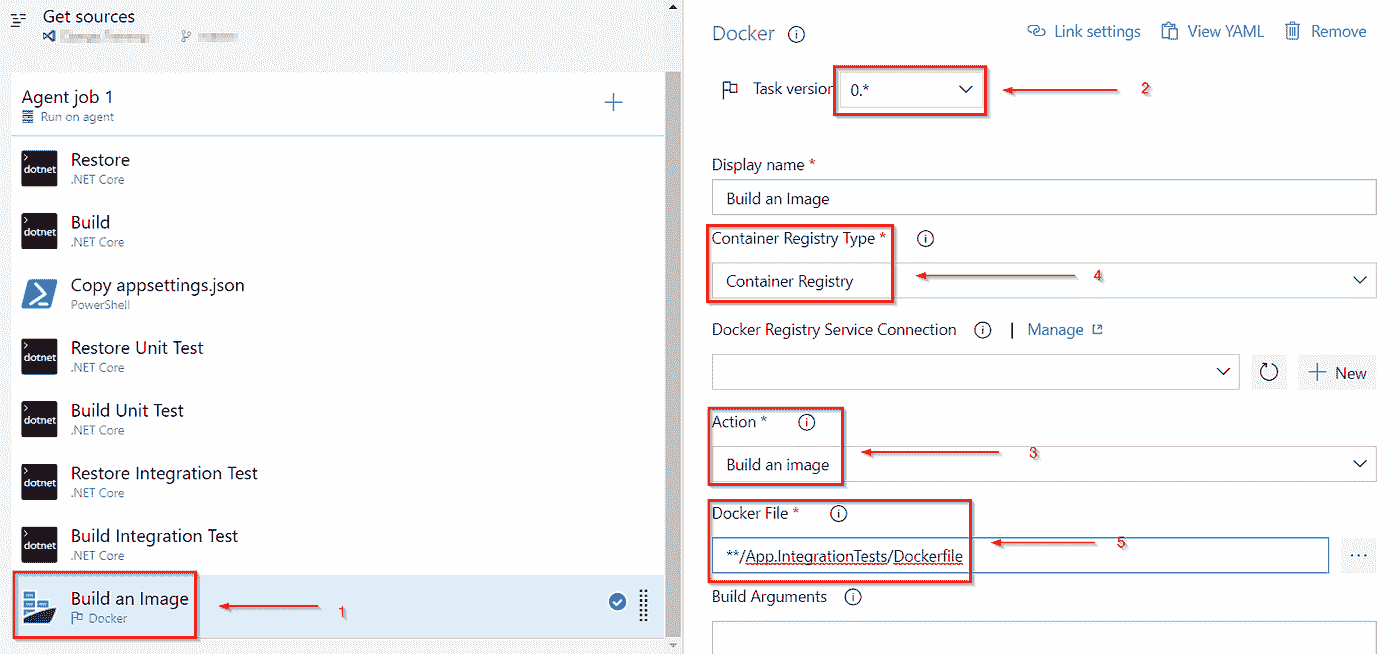 Get sources
Agent job 1
Run on agent
dotnet
Restore
.NET Core
dotnet
Build
.NET Core
Copy appsettings.json
PowerShell
dotnet
Restore Unit Test
.NET Core
dotnet
Build Unit Test
.NET Core
dotnet
Restore Integration Test
.NET Core
dotnet
Build Integration Test
.NET Core
Build an Image
Docker
1
Docker
Link settings
View YAML
Remove
Task version
0.*
2
Display name *
Build an Image
Container Registry Type *
Container Registry
4
Docker Registry Service Connection | Manage
New
Action *
Build an image
3
Docker File *
**/App.IntegrationTests/Dockerfile
5
...
Build Arguments